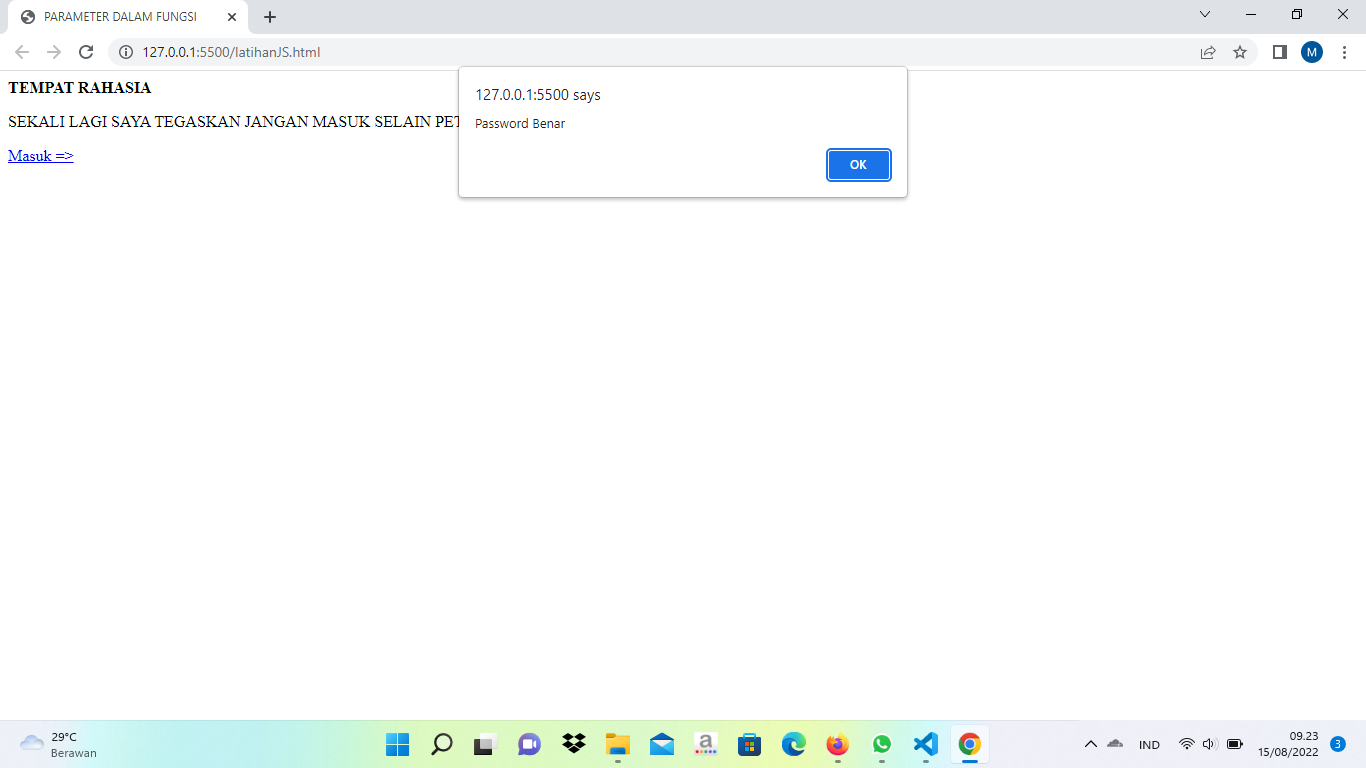 PARAMETER DALAM FUNGSI
M
127.0.0.1:5500/latihanJS.html
TEMPAT RAHASIA
SEKALI LAGI SAYA TEGASKAN JANGAN MASUK SELAIN
Masuk =>
127.0.0.1:5500 says
Password Benar
OK
29°C
Berawan
a
IND
09.23
15/08/2022
3